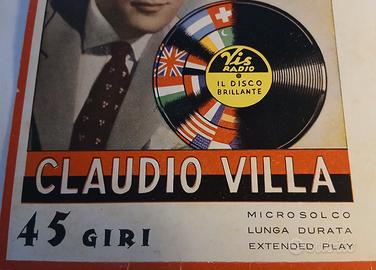 Vis
RADIO
IL DISCO
BRILLANTE
CLAUDIO VILLA
45 GIRI
MICROSOLCO
LUNGA DURATA
EXTENDED PLAY